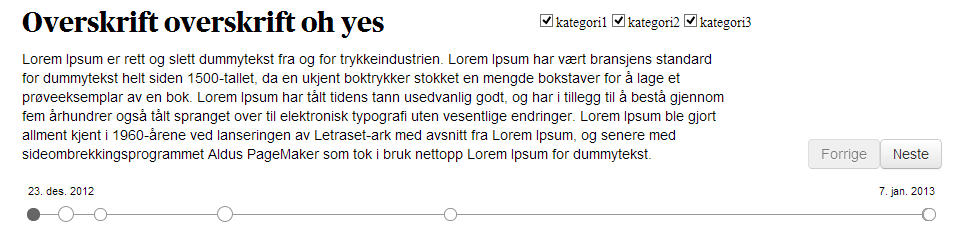 Overskrift overskrift oh yes
kategori1 kategori2 kategori3
Lorem Ipsum er rett og slett dummytekst fra og for trykkeindustrien. Lorem Ipsum har vært bransjens standard
for dummytekst helt siden 1500-tallet, da en ukjent boktrykker stokket en mengde bokstaver for å lage et
prøveeksemplar av en bok. Lorem Ipsum har tålt tidens tann usedvanlig godt, og har i tillegg til å bestå gjennom
fem århundrer også tålt spranget over til elektronisk typografi uten vesentlige endringer. Lorem Ipsum ble gjort
allment kjent i 1960-årene ved lanseringen av Letraset-ark med avsnitt fra Lorem Ipsum, og senere med
sideombrekkingsprogrammet Aldus PageMaker som tok i bruk nettopp Lorem Ipsum for dummytekst.
Forrige Neste
23. des. 2012 7. jan. 2013